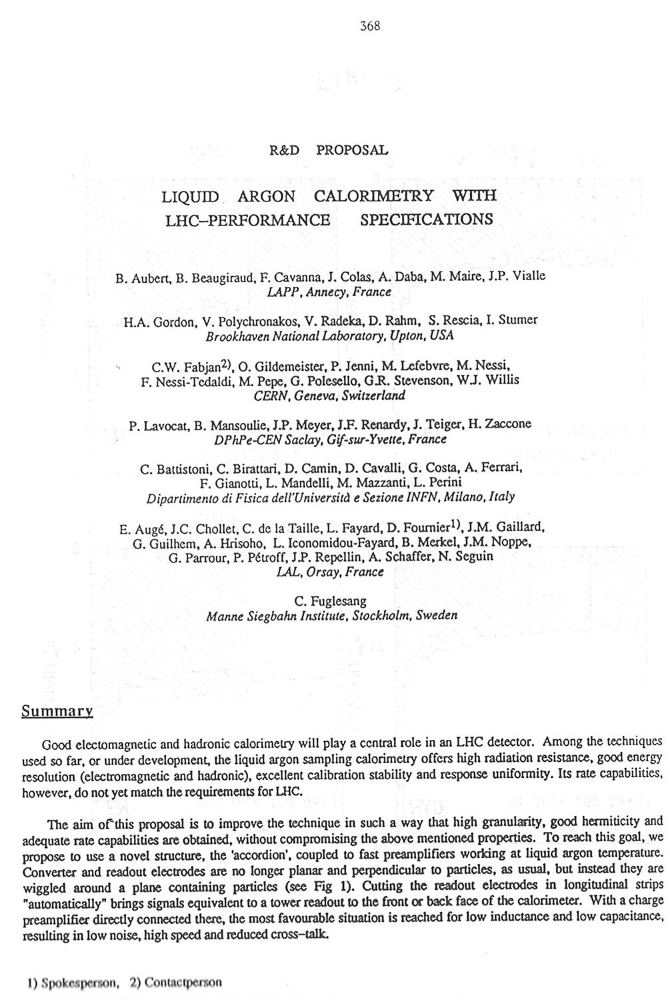 368
R&D PROPOSAL
LIQUID ARGON CALORIMETRY WITH
LHC–PERFORMANCE SPECIFICATIONS
B. Aubert, B. Beaugiraud, F. Cavanna, J. Colas, A. Daba, M. Maire, J.P. Vialle
LAPP, Annecy, France
H.A. Gordon, V. Polychronakos, V. Radeka, D. Rahm, S. Rescia, I. Stumer
Brookhaven National Laboratory, Upton, USA
C.W. Fabjan2), O. Gildemeister, P. Jenni, M. Lefebvre, M. Nessi,
F. Nessi-Tedaldi, M. Pepe, G. Polesello, G.R. Stevenson, W.J. Willis
CERN, Geneva, Switzerland
P. Lavocat, B. Mansoulie, J.P. Meyer, J.F. Renardy, J. Teiger, H. Zaccone
DPhPe-CEN Saclay, Gif-sur-Yvette, France
C. Battistoni, C. Birattari, D. Camin, D. Cavalli, G. Costa, A. Ferrari,
F. Gianotti, L. Mandelli, M. Mazzanti, L. Perini
Dipartimento di Fisica dell'Università e Sezione INFN, Milano, Italy
E. Augé, J.C. Chollet, C. de la Taille, L. Fayard, D. Fournier1), J.M. Gaillard,
G. Guilhem, A. Hrisoho, L. Iconomidou-Fayard, B. Merkel, J.M. Noppe,
G. Parrour, P. Pétroff, J.P. Repellin, A. Schaffer, N. Seguin
LAL, Orsay, France
C. Fuglesang
Manne Siegbahn Institute, Stockholm, Sweden
Summary
Good electomagnetic and hadronic calorimetry will play a central role in an LHC detector. Among the techniques
used so far, or under development, the liquid argon sampling calorimetry offers high radiation resistance, good energy
resolution (electromagnetic and hadronic), excellent calibration stability and response uniformity. Its rate capabilities,
however, do not yet match the requirements for LHC.
The aim of this proposal is to improve the technique in such a way that high granularity, good hermiticity and
adequate rate capabilities are obtained, without compromising the above mentioned properties. To reach this goal, we
propose to use a novel structure, the 'accordion', coupled to fast preamplifiers working at liquid argon temperature.
Converter and readout electrodes are no longer planar and perpendicular to particles, as usual, but instead they are
wiggled around a plane containing particles (see Fig 1). Cutting the readout electrodes in longitudinal strips
"automatically" brings signals equivalent to a tower readout to the front or back face of the calorimeter. With a charge
preamplifier directly connected there, the most favourable situation is reached for low inductance and low capacitance,
resulting in low noise, high speed and reduced cross–talk.
1) Spokesperson, 2) Contactperson